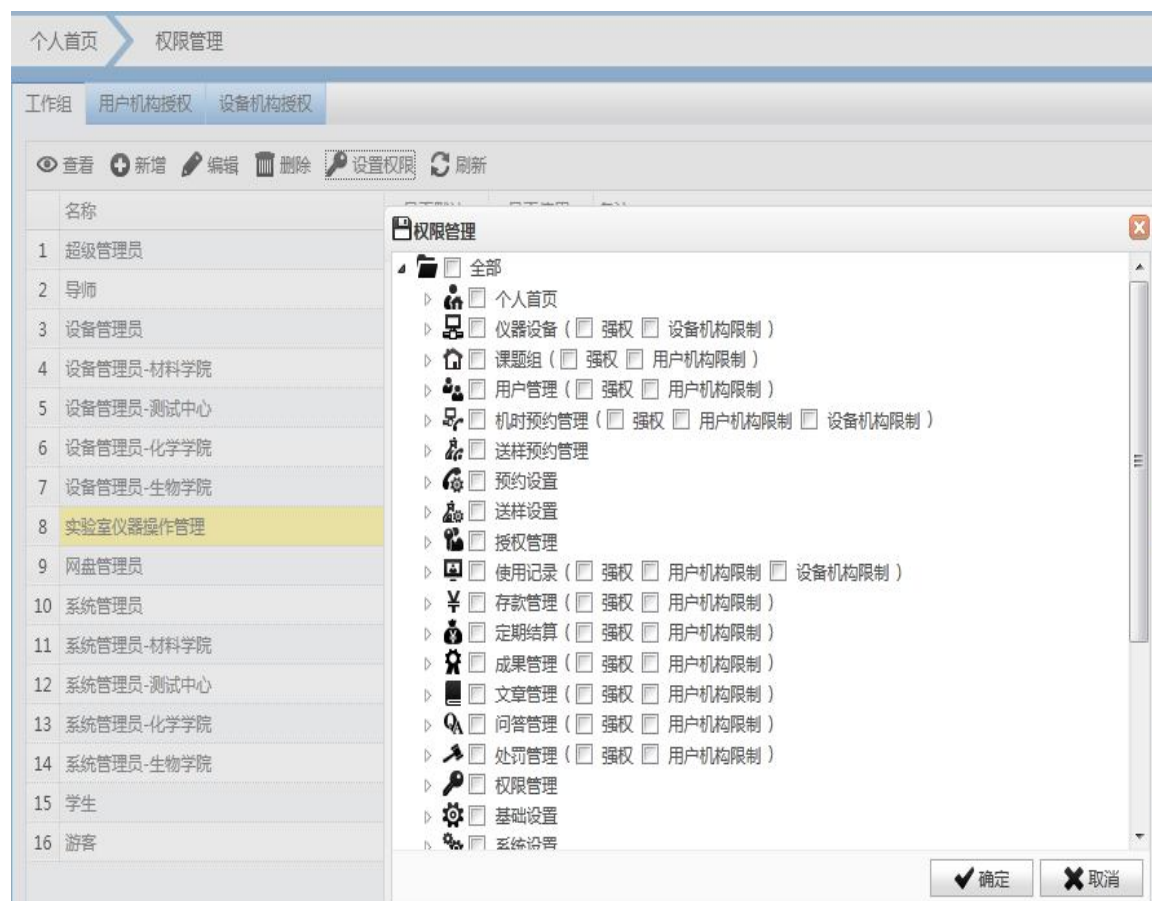 个人首页 权限管理
工作组 用户机构授权 设备机构授权
查看 新增 编辑 删除 设置权限 刷新
名称
1 超级管理员
2 导师
3 设备管理员
4 设备管理员-材料学院
5 设备管理员-测试中心
6 设备管理员-化学学院
7 设备管理员-生物学院
8 实验室仪器操作管理
9 网盘管理员
10 系统管理员
11 系统管理员-材料学院
12 系统管理员-测试中心
13 系统管理员-化学学院
14 系统管理员-生物学院
15 学生
16 游客
权限管理
全部
个人首页
仪器设备 ( 强权 设备机构限制 )
课题组 ( 强权 用户机构限制 )
用户管理 ( 强权 用户机构限制 )
机时预约管理 ( 强权 用户机构限制 设备机构限制 )
送样预约管理
预约设置
送样设置
授权管理
使用记录 ( 强权 用户机构限制 设备机构限制 )
存款管理 ( 强权 用户机构限制 )
定期结算 ( 强权 用户机构限制 )
成果管理 ( 强权 用户机构限制 )
文章管理 ( 强权 用户机构限制 )
问答管理 ( 强权 用户机构限制 )
处罚管理 ( 强权 用户机构限制 )
权限管理
基础设置
系统设置
确定 取消